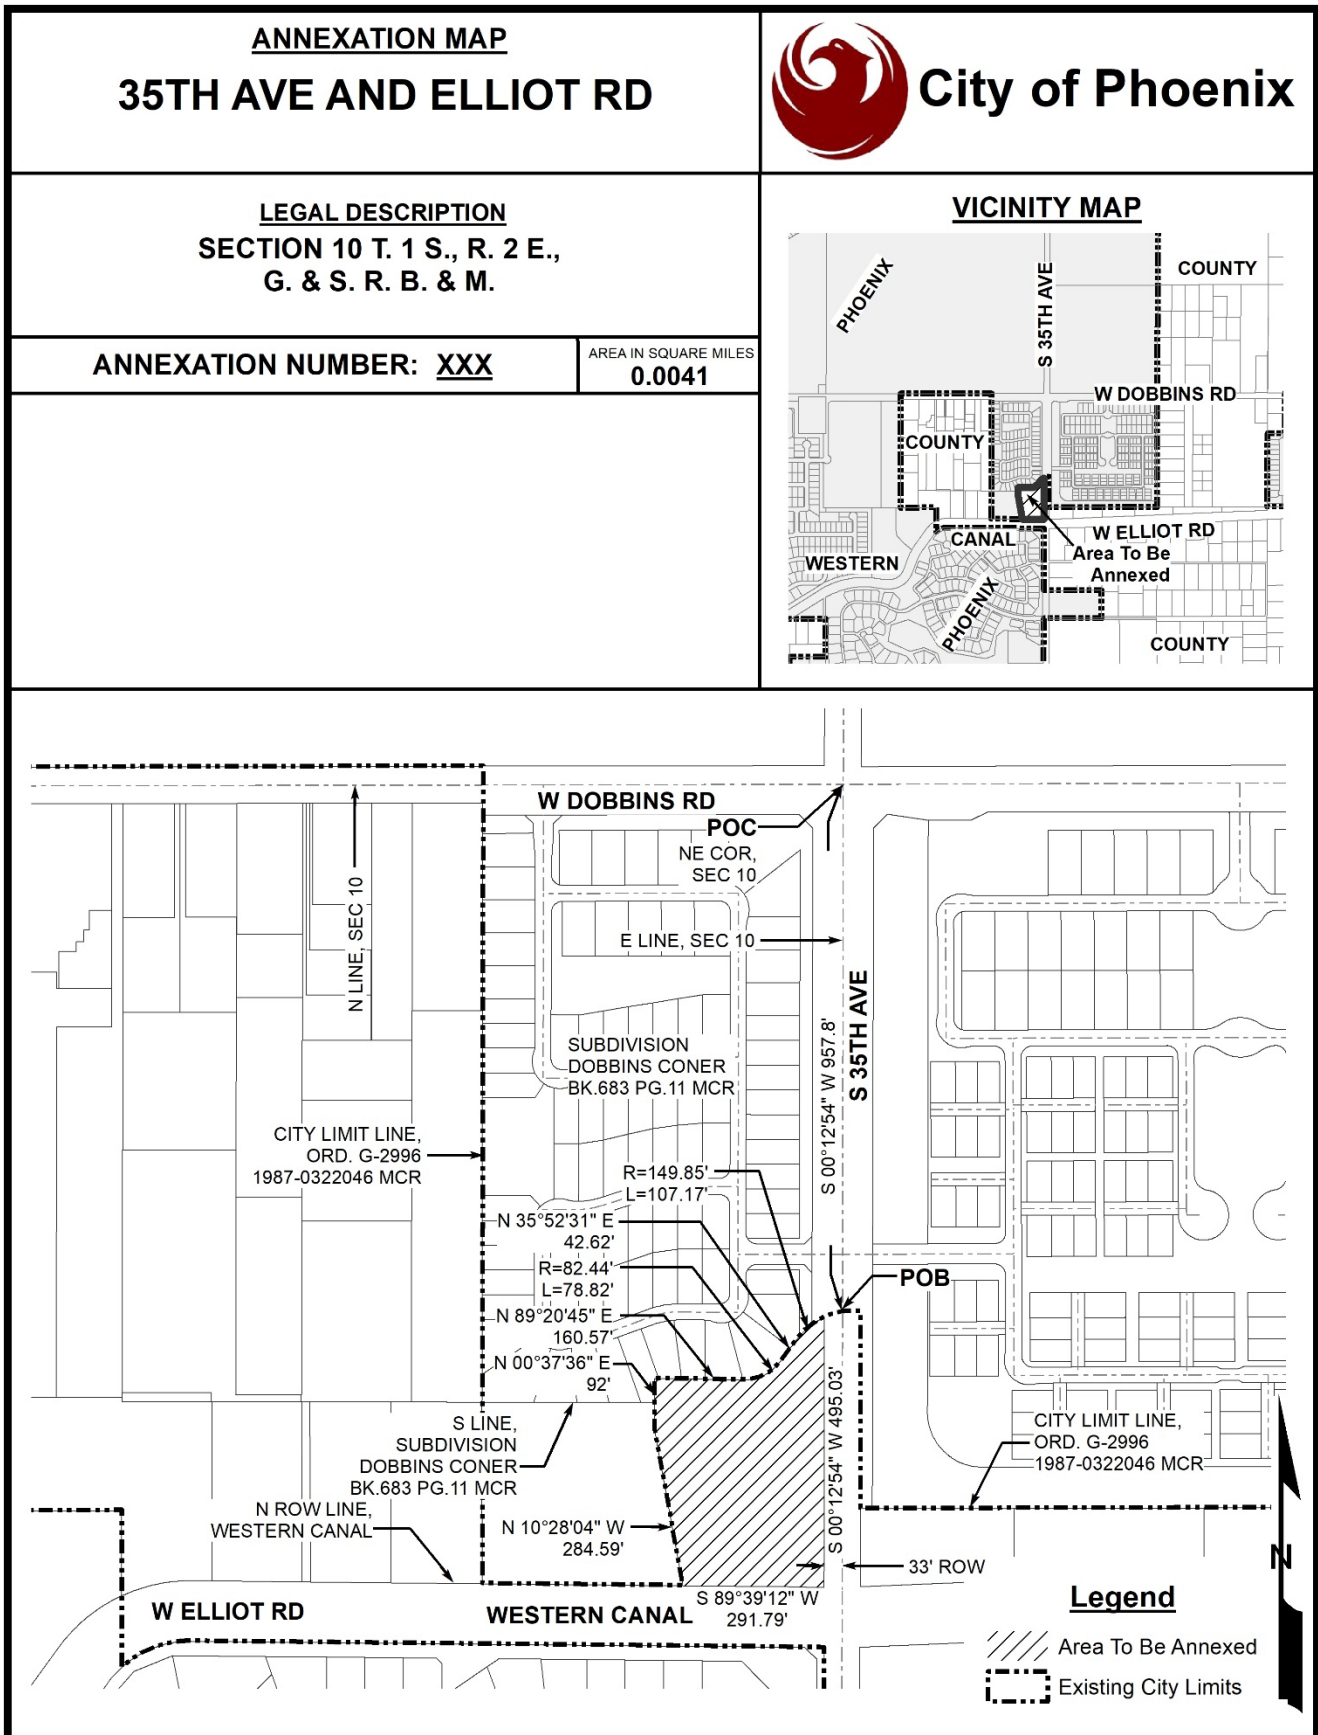 ANNEXATION MAP
35TH AVE AND ELLIOT RD
City of Phoenix
LEGAL DESCRIPTION
SECTION 10 T. 1 S., R. 2 E.,
G. & S. R. B. & M.
ANNEXATION NUMBER: XXX
AREA IN SQUARE MILES
0.0041
VICINITY MAP
PHOENIX
S 35TH AVE
COUNTY
W DOBBINS RD
COUNTY
CANAL
W ELLIOT RD
Area To Be
Annexed
WESTERN
PHOENIX
COUNTY
W DOBBINS RD
POC
NE COR,
SEC 10
N LINE, SEC 10
E LINE, SEC 10
S 35TH AVE
S 00°12'54" W 957.8'
SUBDIVISION
DOBBINS CONER
BK.683 PG.11 MCR
CITY LIMIT LINE,
ORD. G-2996
1987-0322046 MCR
R=149.85'
L=107.17'
N 35°52'31" E
42.62'
R=82.44'
L=78.82'
N 89°20'45" E
160.57'
N 00°37'36" E
92'
POB
S 00°12'54" W 495.03'
S LINE,
SUBDIVISION
DOBBINS CONER
BK.683 PG.11 MCR
CITY LIMIT LINE,
ORD. G-2996
1987-0322046 MCR
N ROW LINE,
WESTERN CANAL
N 10°28'04" W
284.59'
33' ROW
S 89°39'12" W
291.79'
W ELLIOT RD
WESTERN CANAL
N
Legend
Area To Be Annexed
Existing City Limits